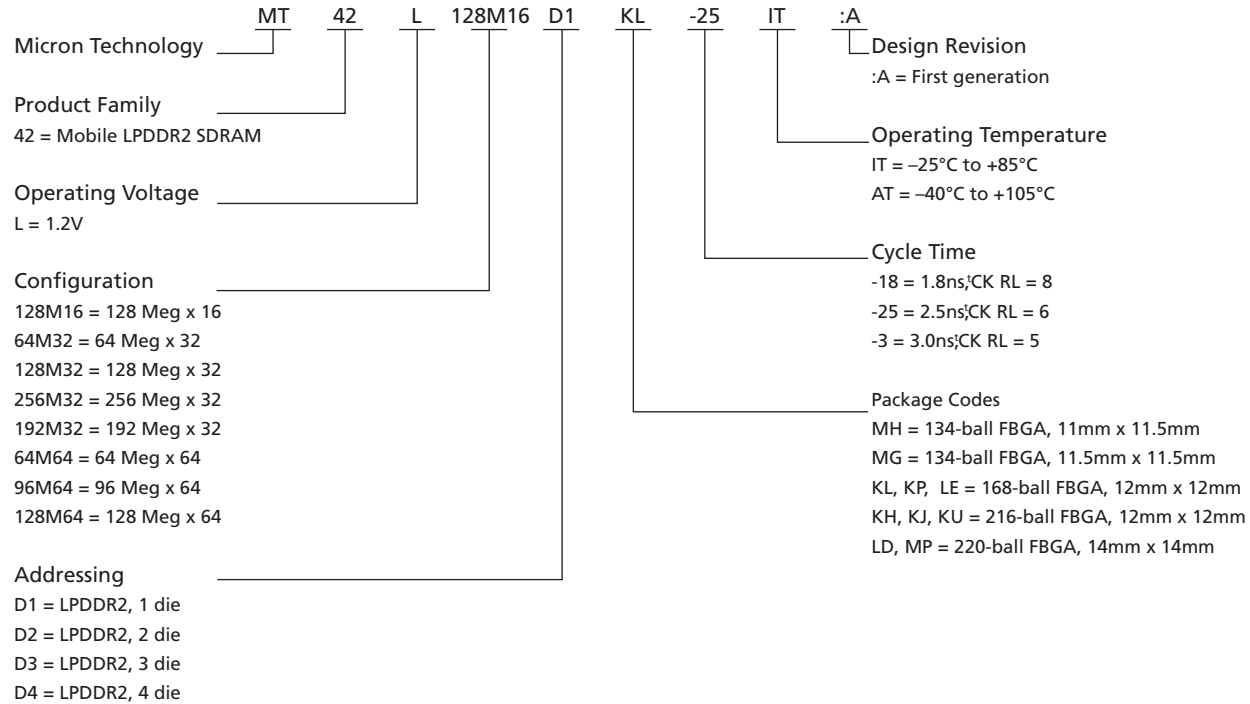 MT 42 L 128M16 D1 KL -25 IT :A
Micron Technology
Product Family
42 = Mobile LPDDR2 SDRAM
Operating Voltage
L = 1.2V
Configuration
128M16 = 128 Meg x 16
64M32 = 64 Meg x 32
128M32 = 128 Meg x 32
256M32 = 256 Meg x 32
192M32 = 192 Meg x 32
64M64 = 64 Meg x 64
96M64 = 96 Meg x 64
128M64 = 128 Meg x 64
Addressing
D1 = LPDDR2, 1 die
D2 = LPDDR2, 2 die
D3 = LPDDR2, 3 die
D4 = LPDDR2, 4 die
Design Revision
:A = First generation
Operating Temperature
IT = –25°C to +85°C
AT = –40°C to +105°C
Cycle Time
-18 = 1.8ns, tCK RL = 8
-25 = 2.5ns, tCK RL = 6
-3 = 3.0ns, tCK RL = 5
Package Codes
MH = 134-ball FBGA, 11mm x 11.5mm
MG = 134-ball FBGA, 11.5mm x 11.5mm
KL, KP, LE = 168-ball FBGA, 12mm x 12mm
KH, KJ, KU = 216-ball FBGA, 12mm x 12mm
LD, MP = 220-ball FBGA, 14mm x 14mm